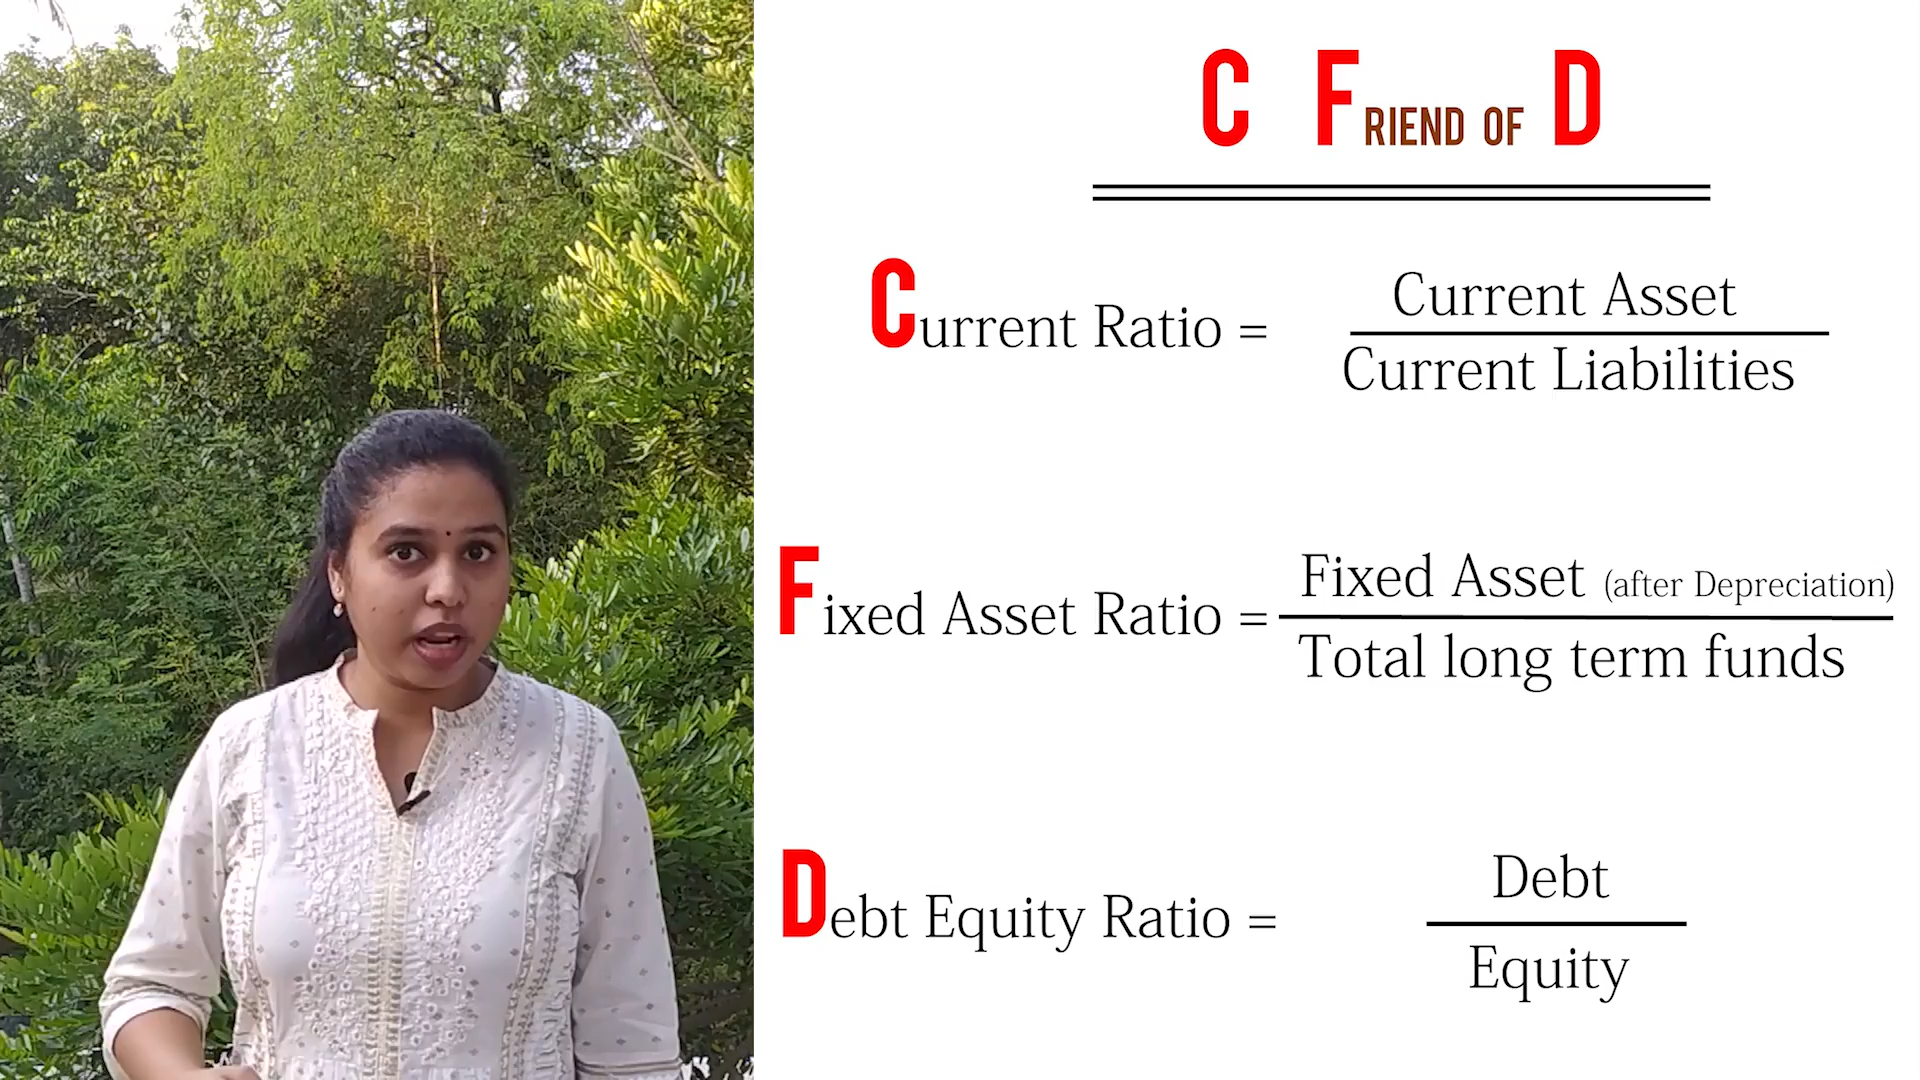 C Friend of D
Current Ratio = Current Asset
Current Liabilities
Fixed Asset Ratio = Fixed Asset (after Depreciation)
Total long term funds
Debt Equity Ratio = Debt
Equity